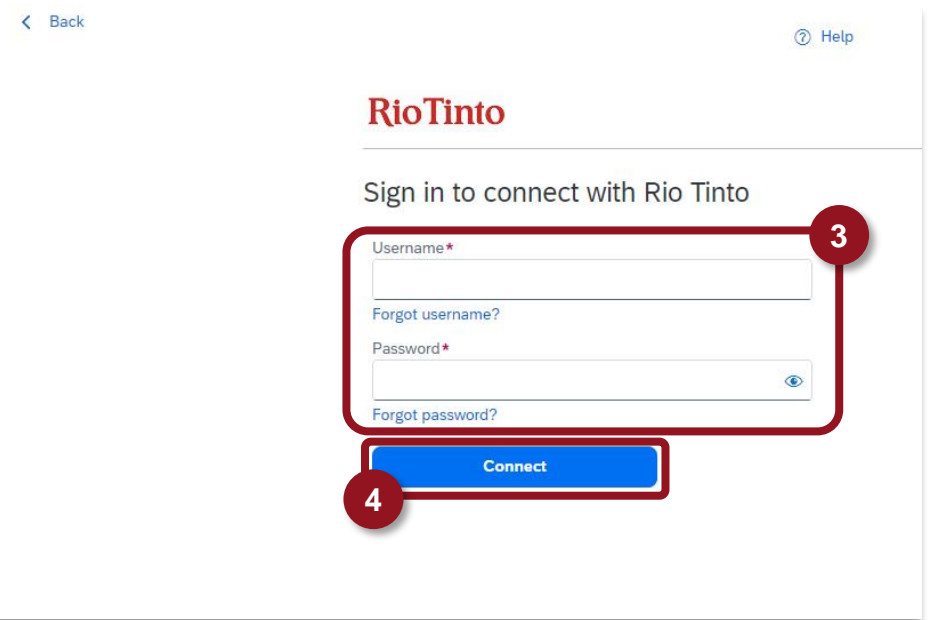 Back
Help
RioTinto
Sign in to connect with Rio Tinto
3
Username*
Forgot username?
Password*
Forgot password?
Connect
4